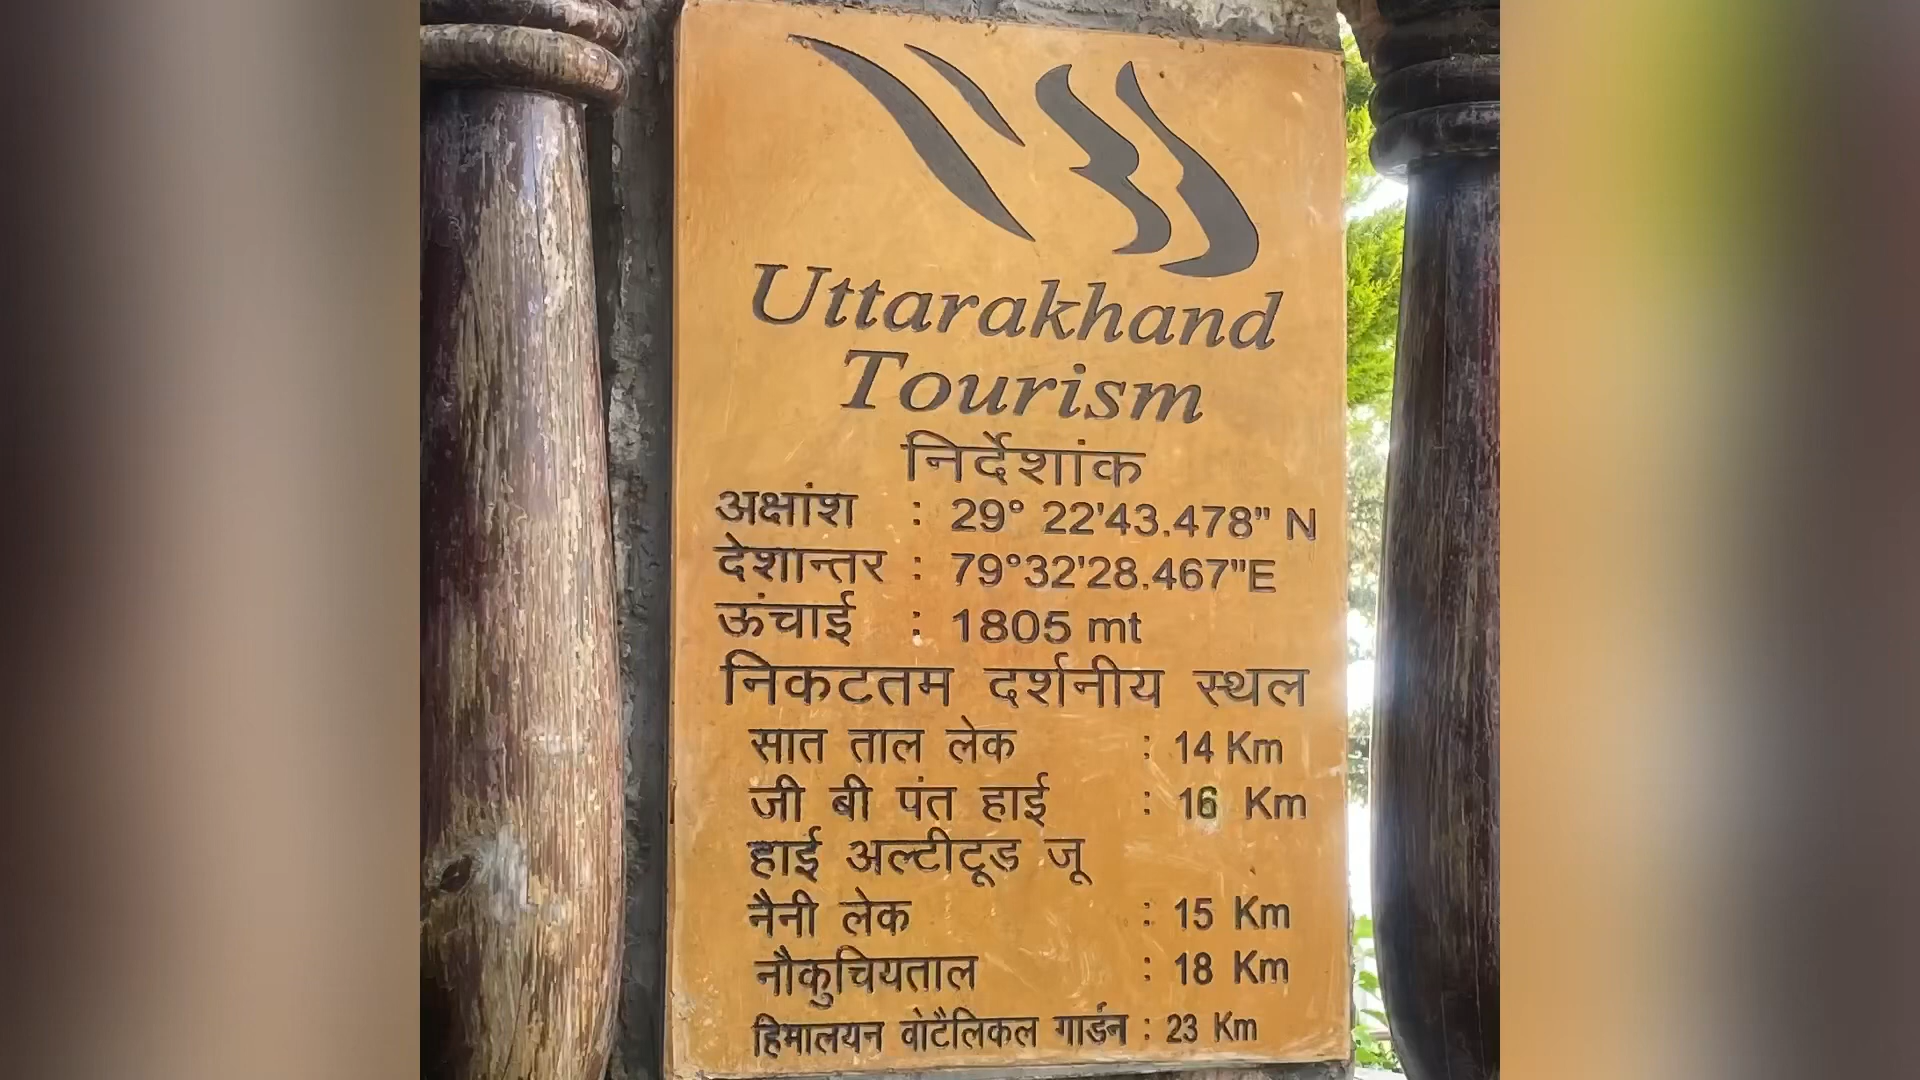 Uttarakhand
Tourism
निर्देशांक
अक्षांश : 29° 22'43.478" N
देशान्तर : 79°32'28.467"E
ऊंचाई : 1805 mt
निकटतम दर्शनीय स्थल
सात ताल लेक : 14 Km
जी बी पंत हाई : 16 Km
हाई अल्टीटूड जू
नैनी लेक : 15 Km
नौकुचियताल : 18 Km
हिमालयन वोटैलिकल गार्डन : 23 Km